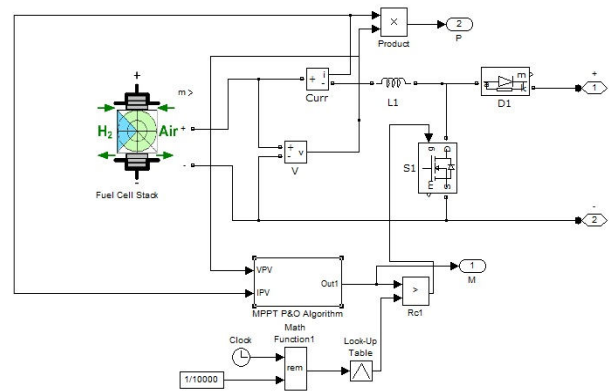 ×
Product
2
P
+
m >
i
+
-
Curr
L1
m >
k
D1
+
1
H2
Air
+
-
+
-
v
V
g
D
S1
m
S
-
Fuel Cell Stack
-
2
VPV
IPV
Out1
MPPT P&O Algorithm
>
Rc1
1
M
Math
Function1
Clock
rem
Look-Up
Table
1/10000